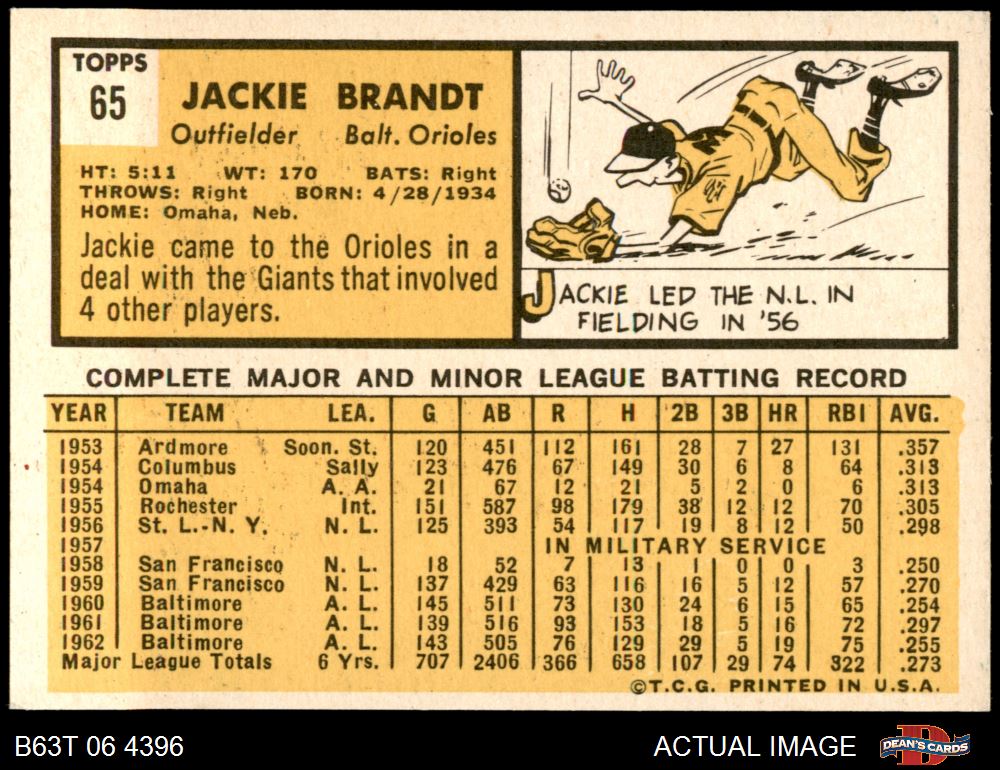 TOPPS
65
JACKIE BRANDT
Outfielder Balt. Orioles
HT: 5:11 WT: 170 BATS: Right
THROWS: Right BORN: 4/28/1934
HOME: Omaha, Neb.
Jackie came to the Orioles in a
deal with the Giants that involved
4 other players.
JACKIE LED THE N.L. IN
FIELDING IN '56
COMPLETE MAJOR AND MINOR LEAGUE BATTING RECORD
YEAR TEAM LEA. G AB R H 2B 3B HR RBI AVG.
1953 Ardmore Soon. St. 120 451 112 161 28 7 27 131 .357
1954 Columbus Sally 123 476 67 149 30 6 8 64 .313
1954 Omaha A. A. 21 67 12 21 5 2 0 6 .313
1955 Rochester Int. 151 587 98 179 38 12 12 70 .305
1956 St. L.-N. Y. N. L. 125 393 54 117 19 8 12 50 .298
1957 IN MILITARY SERVICE
1958 San Francisco N. L. 18 52 7 13 1 0 0 3 .250
1959 San Francisco N. L. 137 429 63 116 16 5 12 57 .270
1960 Baltimore A. L. 145 511 73 130 24 6 15 65 .254
1961 Baltimore A. L. 139 516 93 153 18 5 16 72 .297
1962 Baltimore A. L. 143 505 76 129 29 5 19 75 .255
Major League Totals 6 Yrs. 707 2406 366 658 107 29 74 322 .273
©T.C.G. PRINTED IN U.S.A.
B63T 06 4396 ACTUAL IMAGE DEAN'S CARDS